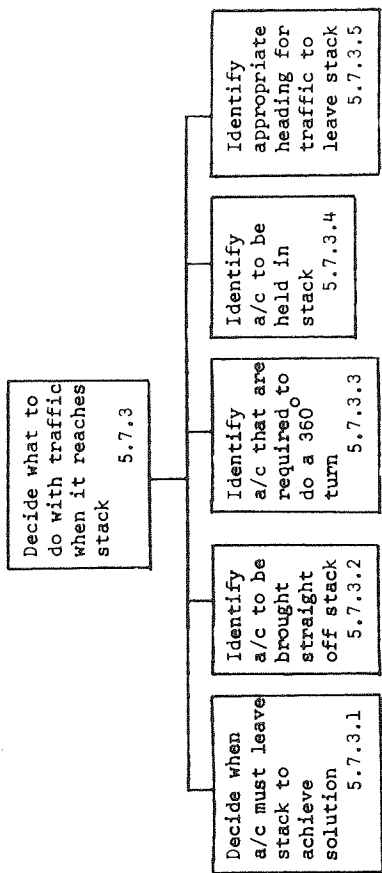 Decide what to
do with traffic
when it reaches
stack
5.7.3
Decide when
a/c must leave
stack to
achieve
solution
5.7.3.1
Identify
a/c to be
brought
straight
off stack
5.7.3.2
Identify
a/c that are
required to
do a 360°
turn
5.7.3.3
Identify
a/c to be
held in
stack
5.7.3.4
Identify
appropriate
heading for
traffic to
leave stack
5.7.3.5